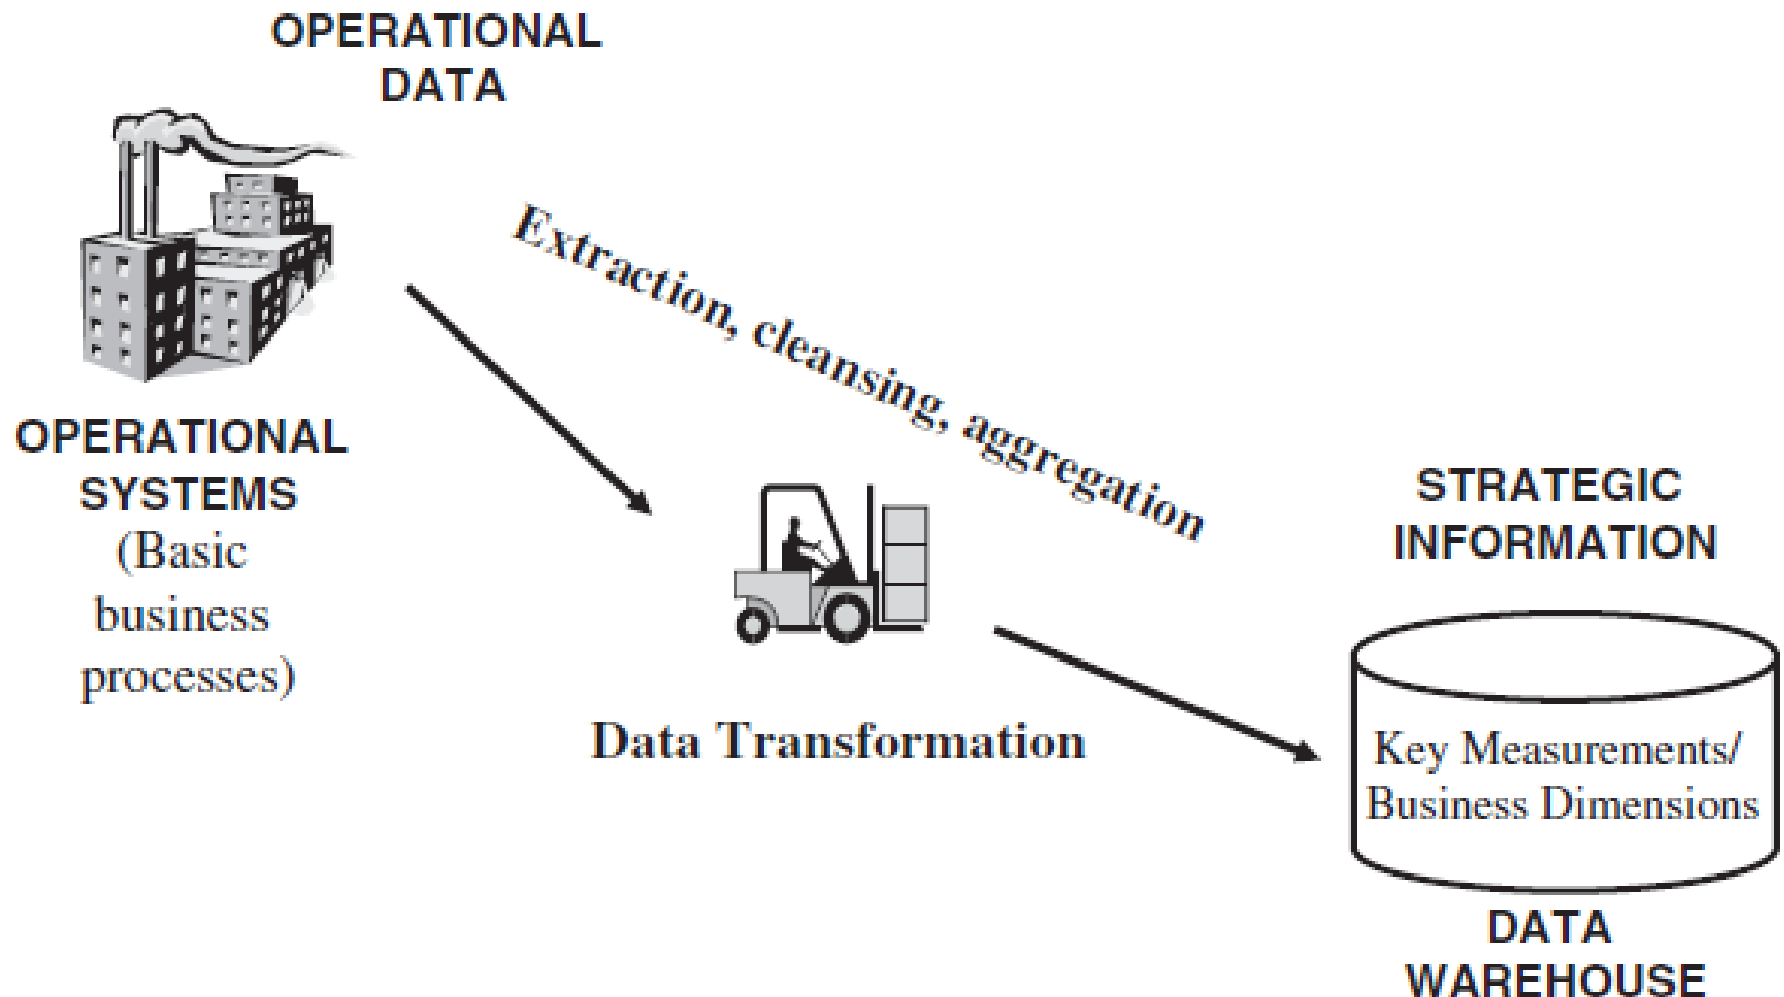 OPERATIONAL
DATA
Extraction, cleansing, aggregation
OPERATIONAL
SYSTEMS
(Basic
business
processes)
Data Transformation
STRATEGIC
INFORMATION
Key Measurements/
Business Dimensions
DATA
WAREHOUSE